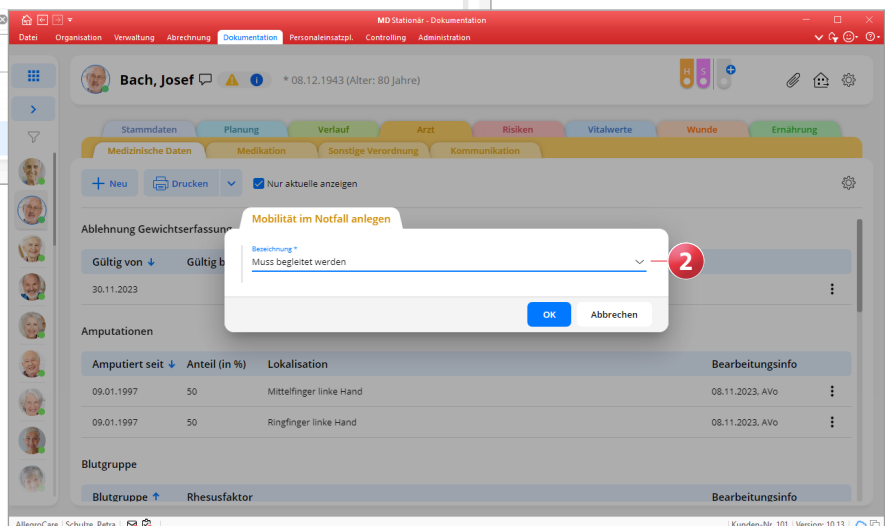 MD Stationär - Dokumentation
Datei Organisation Verwaltung Abrechnung Dokumentation Personaleinsatzpl. Controlling Administration
Bach, Josef * 08.12.1943 (Alter: 80 Jahre)
H S
Stammdaten Planung Verlauf Arzt Risiken Vitalwerte Wunde Ernährung
Medizinische Daten Medikation Sonstige Verordnung Kommunikation
Neu Drucken Nur aktuelle anzeigen
Ablehnung Gewichtserfassung
Mobilität im Notfall anlegen
Bezeichnung *
Gültig von Gültig b
Muss begleitet werden
2
30.11.2023
OK Abbrechen
Amputationen
Amputiert seit Anteil (in %) Lokalisation Bearbeitungsinfo
09.01.1997 50 Mittelfinger linke Hand 08.11.2023, AVo
09.01.1997 50 Ringfinger linke Hand 08.11.2023, AVo
Blutgruppe
Blutgruppe Rhesusfaktor Bearbeitungsinfo
AllegroCare Schulze, Petra Kunden-Nr. 101 Version: 10.13